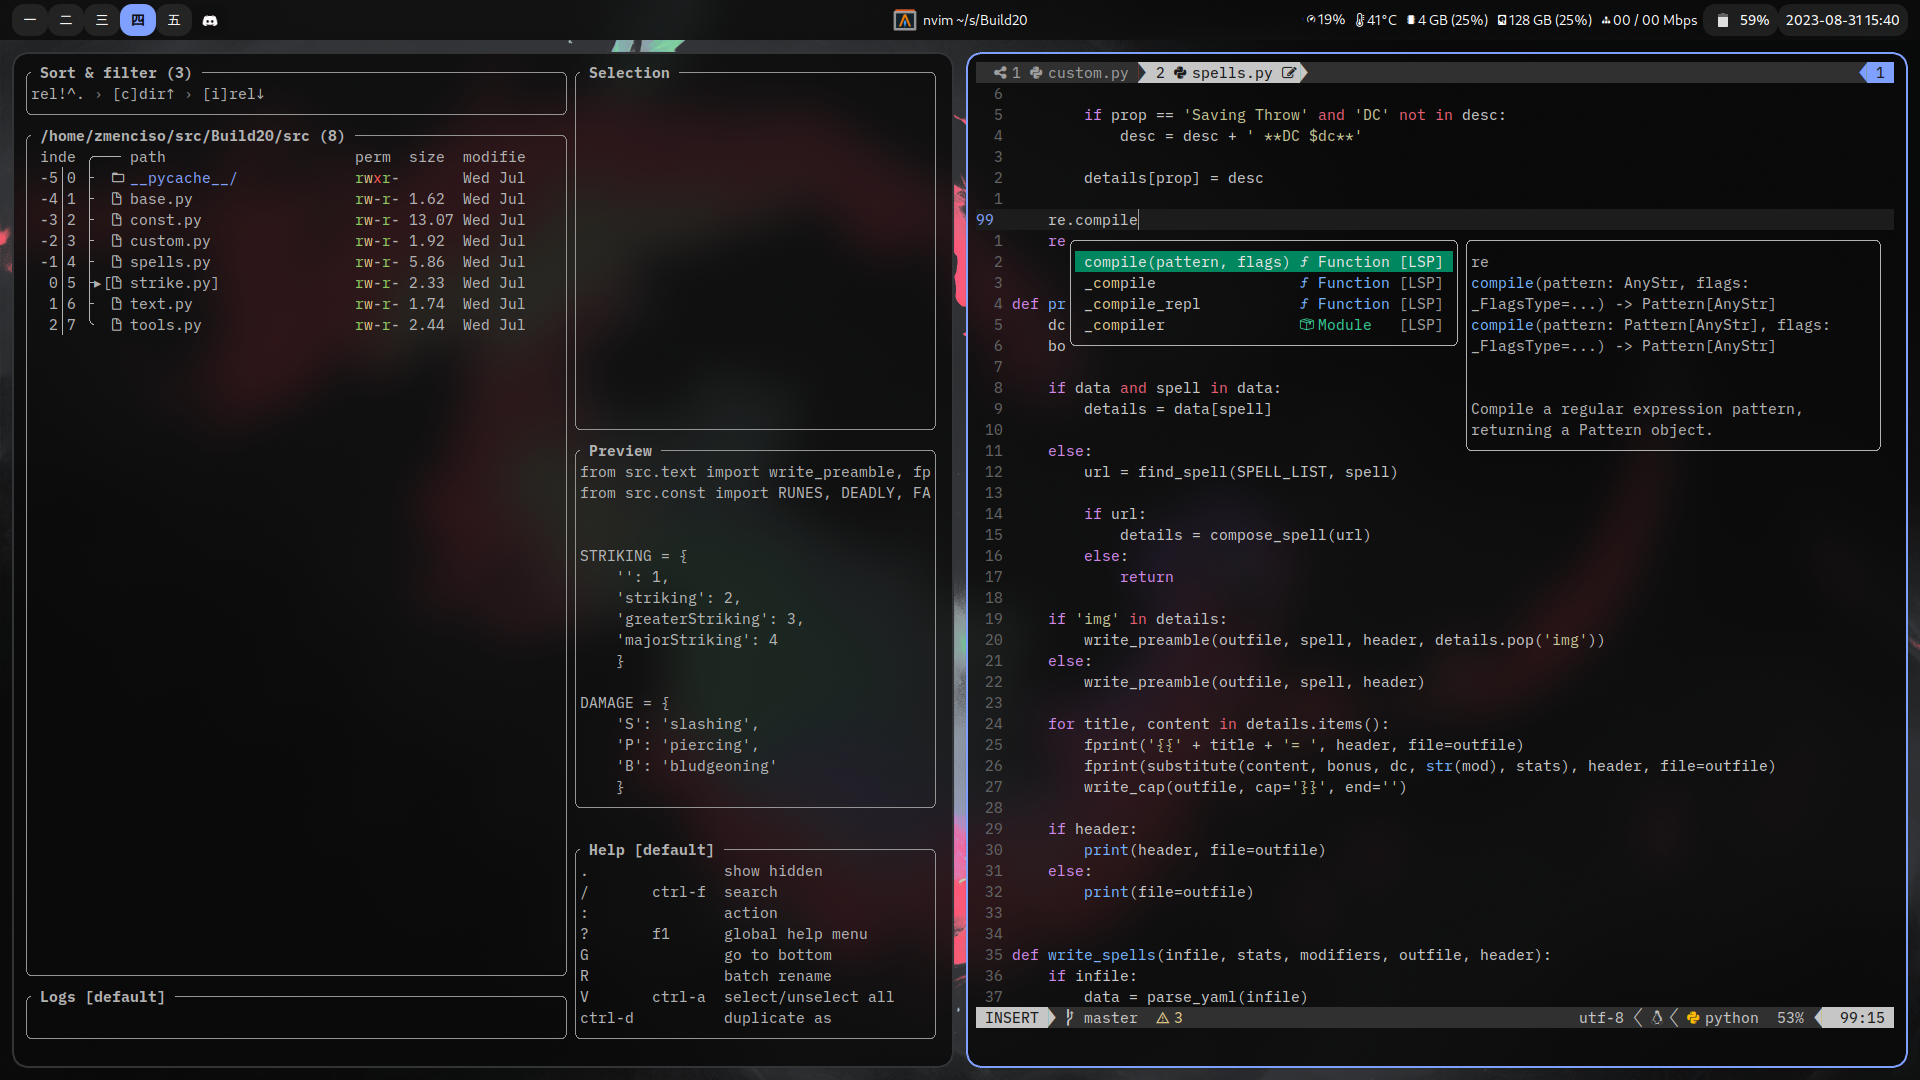 一 二 三 四 五
nvim ~/s/Build20
19% 41°C 4 GB (25%) 128 GB (25%) 00 / 00 Mbps 59% 2023-08-31 15:40
Sort & filter (3)
rel!^. › [c]dir↑ › [i]rel↓
/home/zmenciso/src/Build20/src (8)
inde path perm size modifie
-5 0 __pycache__/ rwxr- Wed Jul
-4 1 base.py rw-r- 1.62 Wed Jul
-3 2 const.py rw-r- 13.07 Wed Jul
-2 3 custom.py rw-r- 1.92 Wed Jul
-1 4 spells.py rw-r- 5.86 Wed Jul
0 5 ▸[strike.py] rw-r- 2.33 Wed Jul
1 6 text.py rw-r- 1.74 Wed Jul
2 7 tools.py rw-r- 2.44 Wed Jul
Logs [default]
Selection
Preview
from src.text import write_preamble, fp
from src.const import RUNES, DEADLY, FA
STRIKING = {
'': 1,
'striking': 2,
'greaterStriking': 3,
'majorStriking': 4
}
DAMAGE = {
'S': 'slashing',
'P': 'piercing',
'B': 'bludgeoning'
}
Help [default]
. show hidden
/ ctrl-f search
: action
? f1 global help menu
G go to bottom
R batch rename
V ctrl-a select/unselect all
ctrl-d duplicate as
1 custom.py 2 spells.py 1
6
5 if prop == 'Saving Throw' and 'DC' not in desc:
4 desc = desc + ' **DC $dc**'
3
2 details[prop] = desc
1
99 re.compile
1 re
2
3
4 def pr
5 dc
6 bo
7
8 if data and spell in data:
9 details = data[spell]
10
11 else:
12 url = find_spell(SPELL_LIST, spell)
13
14 if url:
15 details = compose_spell(url)
16 else:
17 return
18
19 if 'img' in details:
20 write_preamble(outfile, spell, header, details.pop('img'))
21 else:
22 write_preamble(outfile, spell, header)
23
24 for title, content in details.items():
25 fprint('{{' + title + '= ', header, file=outfile)
26 fprint(substitute(content, bonus, dc, str(mod), stats), header, file=outfile)
27 write_cap(outfile, cap='}}', end='')
28
29 if header:
30 print(header, file=outfile)
31 else:
32 print(file=outfile)
33
34
35 def write_spells(infile, stats, modifiers, outfile, header):
36 if infile:
37 data = parse_yaml(infile)
compile(pattern, flags) ƒ Function [LSP]
_compile ƒ Function [LSP]
_compile_repl ƒ Function [LSP]
_compiler Module [LSP]
re
compile(pattern: AnyStr, flags:
_FlagsType=...) -> Pattern[AnyStr]
compile(pattern: Pattern[AnyStr], flags:
_FlagsType=...) -> Pattern[AnyStr]
Compile a regular expression pattern,
returning a Pattern object.
INSERT master ⚠ 3 utf-8 python 53% 99:15